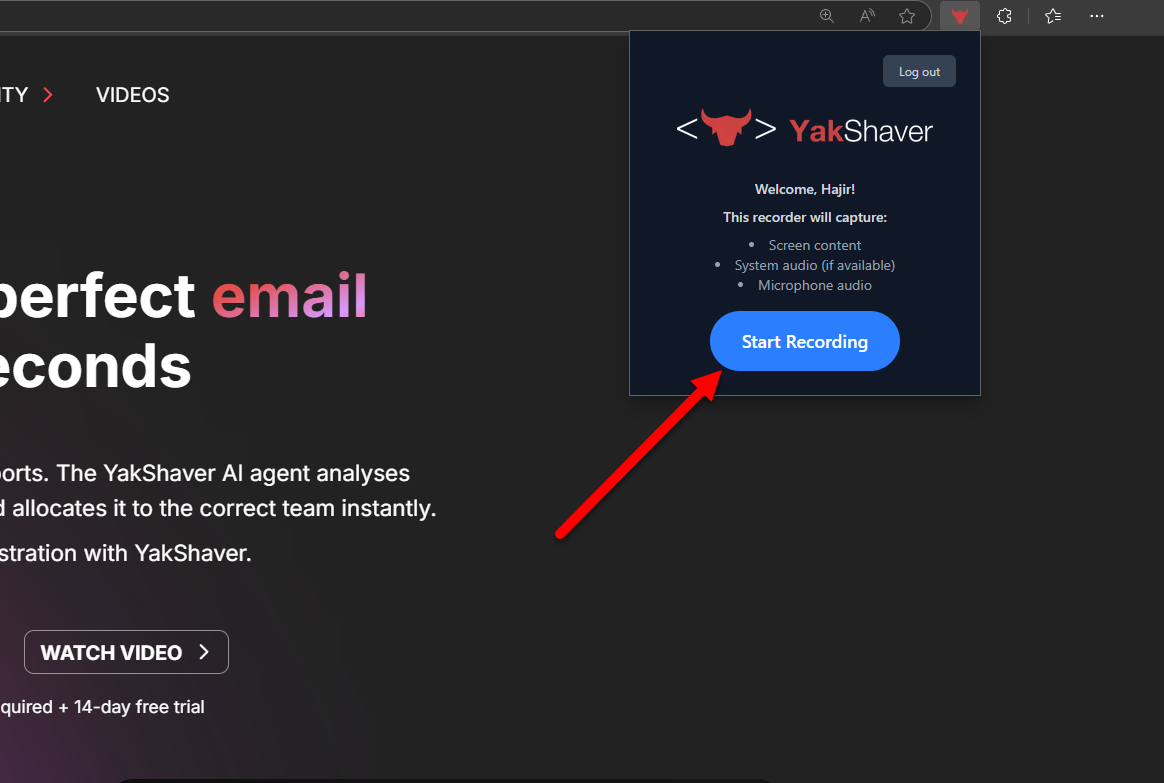 VIDEOS
Log out
<YakShaver> YakShaver
Welcome, Hajir!
This recorder will capture:
• Screen content
• System audio (if available)
• Microphone audio
Start Recording
perfect email
econds
orts. The YakShaver AI agent analyses
d allocates it to the correct team instantly.
stration with YakShaver.
WATCH VIDEO
quired + 14-day free trial